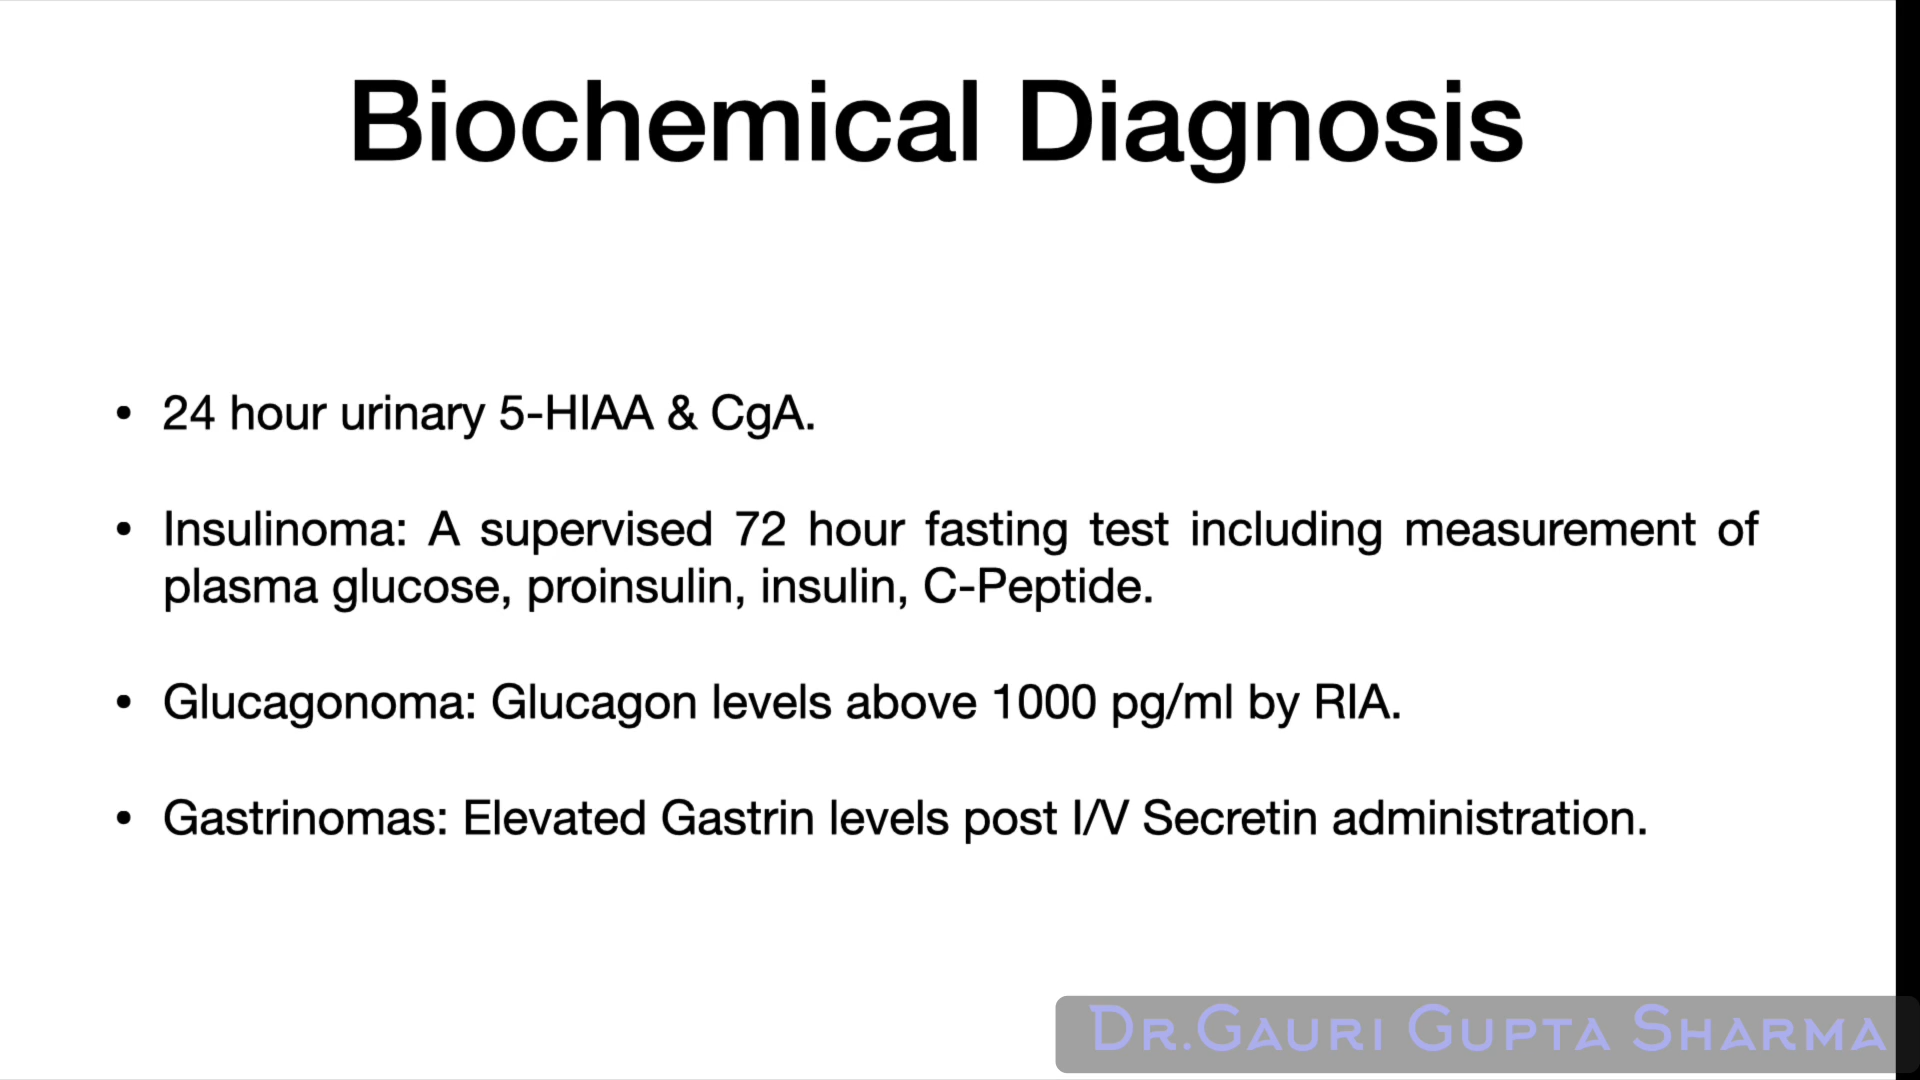 Biochemical Diagnosis
• 24 hour urinary 5-HIAA & CgA.
• Insulinoma: A supervised 72 hour fasting test including measurement of
plasma glucose, proinsulin, insulin, C-Peptide.
• Glucagonoma: Glucagon levels above 1000 pg/ml by RIA.
• Gastrinomas: Elevated Gastrin levels post I/V Secretin administration.
Dr.Gauri Gupta Sharma